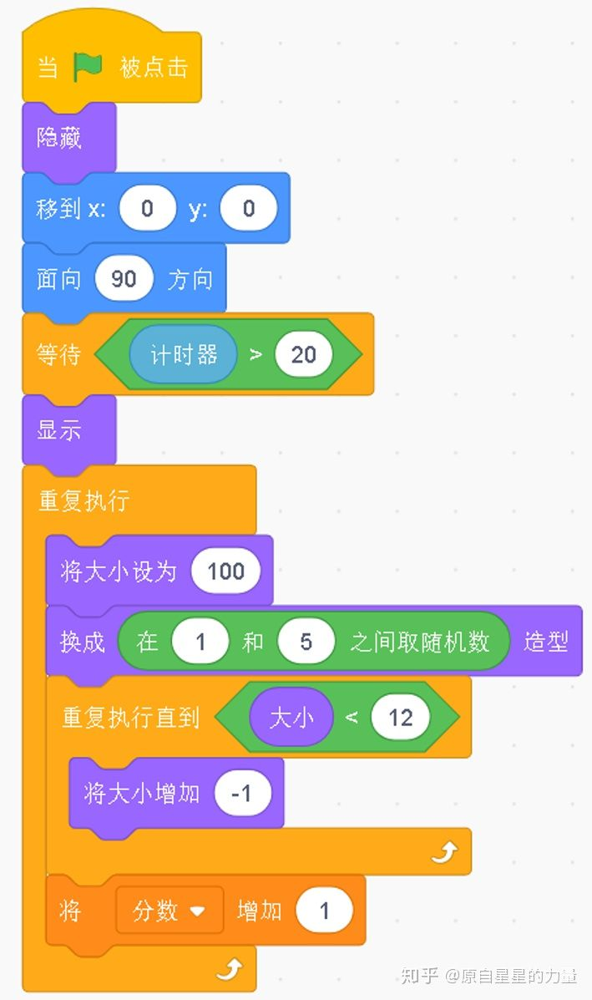 当 被点击
隐藏
移到 x: 0 y: 0
面向 90 方向
等待 计时器 > 20
显示
重复执行
将大小设为 100
换成 在 1 和 5 之间取随机数 造型
重复执行直到 大小 < 12
将大小增加 -1
将 分数 增加 1
知乎 @原自星星的力量